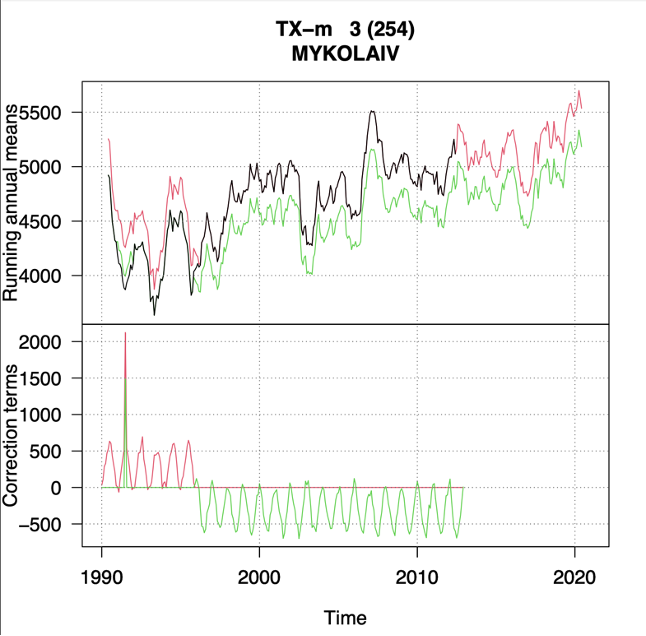 TX−m 3 (254)
MYKOLAIV
Running annual means
5500
5000
4500
4000
Correction terms
2000
1500
1000
500
0
−500
1990 2000 2010 2020
Time